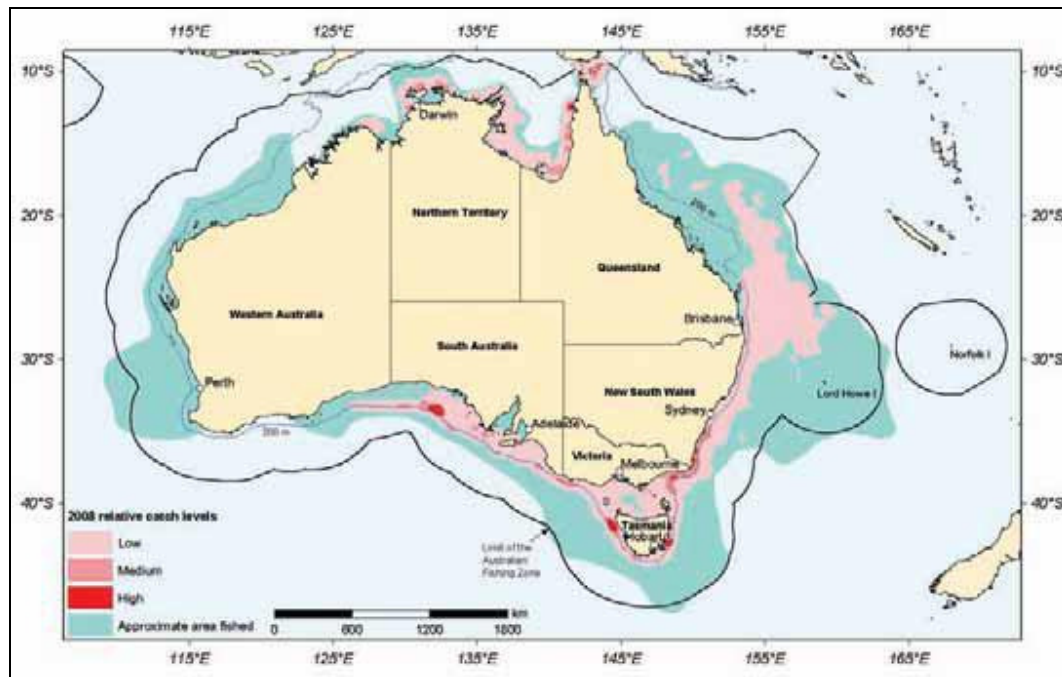 115°E 125°E 135°E 145°E 155°E 165°E
10°S 10°S
Darwin
20°S 20°S
200 m
Northern Territory
Queensland
Western Australia
Brisbane
South Australia
30°S 30°S
Norfolk I
Perth
New South Wales
Lord Howe I
Sydney
200 m
Adelaide
Victoria
Melbourne
40°S 40°S
2008 relative catch levels
Low
Medium
High
Approximate area fished
Tasmania
Hobart
Limit of the
Australian
Fishing Zone
km
0 600 1200 1800
115°E 125°E 135°E 145°E 155°E 165°E